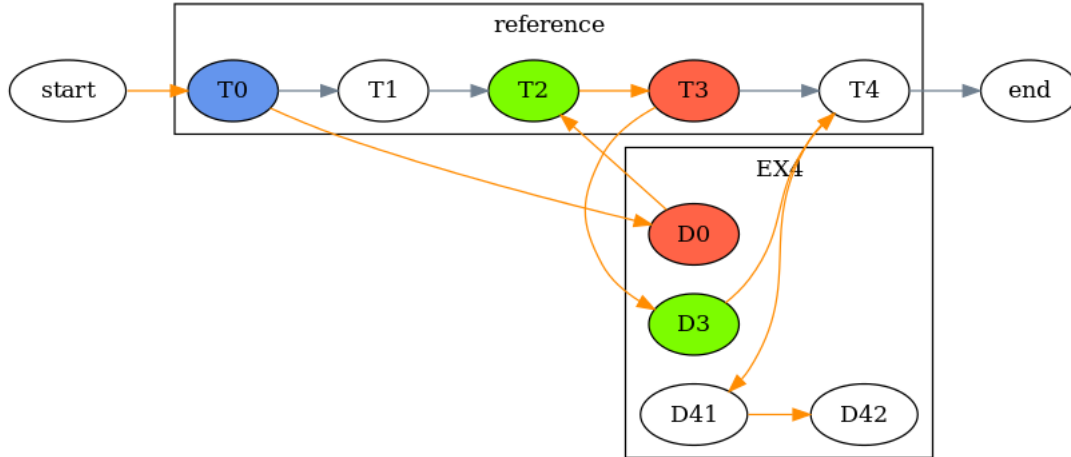 reference
start
T0
T1
T2
T3
T4
end
EX4
D0
D3
D41
D42